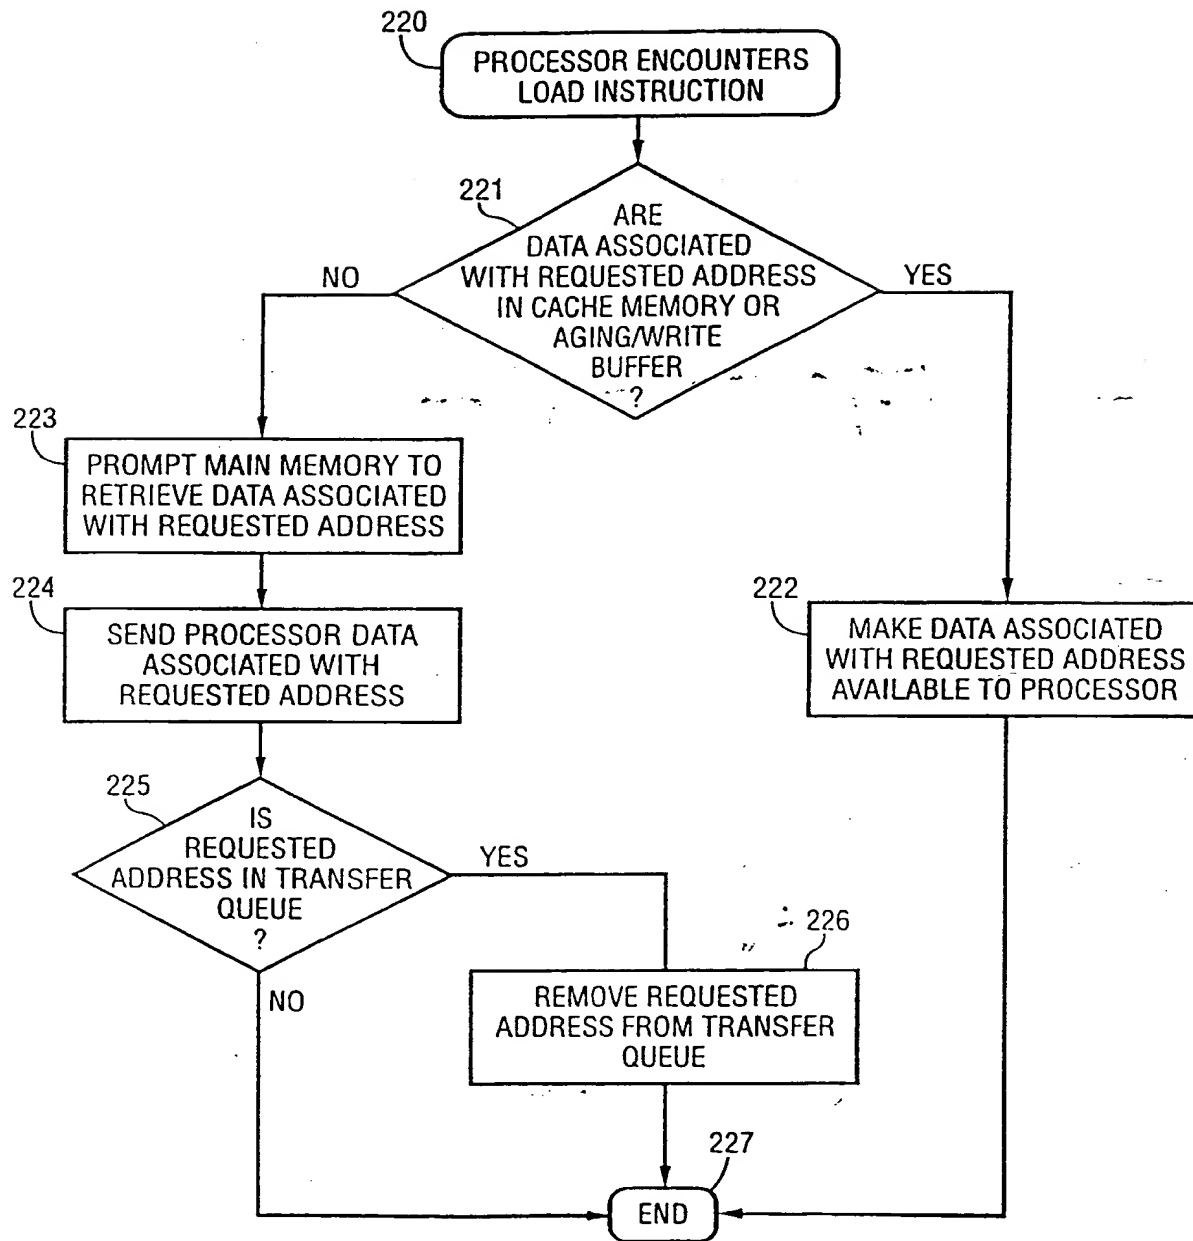 220
PROCESSOR ENCOUNTERS
LOAD INSTRUCTION
221
ARE
DATA ASSOCIATED
WITH REQUESTED ADDRESS
IN CACHE MEMORY OR
AGING/WRITE
BUFFER
?
NO
YES
223
PROMPT MAIN MEMORY TO
RETRIEVE DATA ASSOCIATED
WITH REQUESTED ADDRESS
224
SEND PROCESSOR DATA
ASSOCIATED WITH
REQUESTED ADDRESS
222
MAKE DATA ASSOCIATED
WITH REQUESTED ADDRESS
AVAILABLE TO PROCESSOR
225
IS
REQUESTED
ADDRESS IN TRANSFER
QUEUE
?
YES
NO
226
REMOVE REQUESTED
ADDRESS FROM TRANSFER
QUEUE
227
END